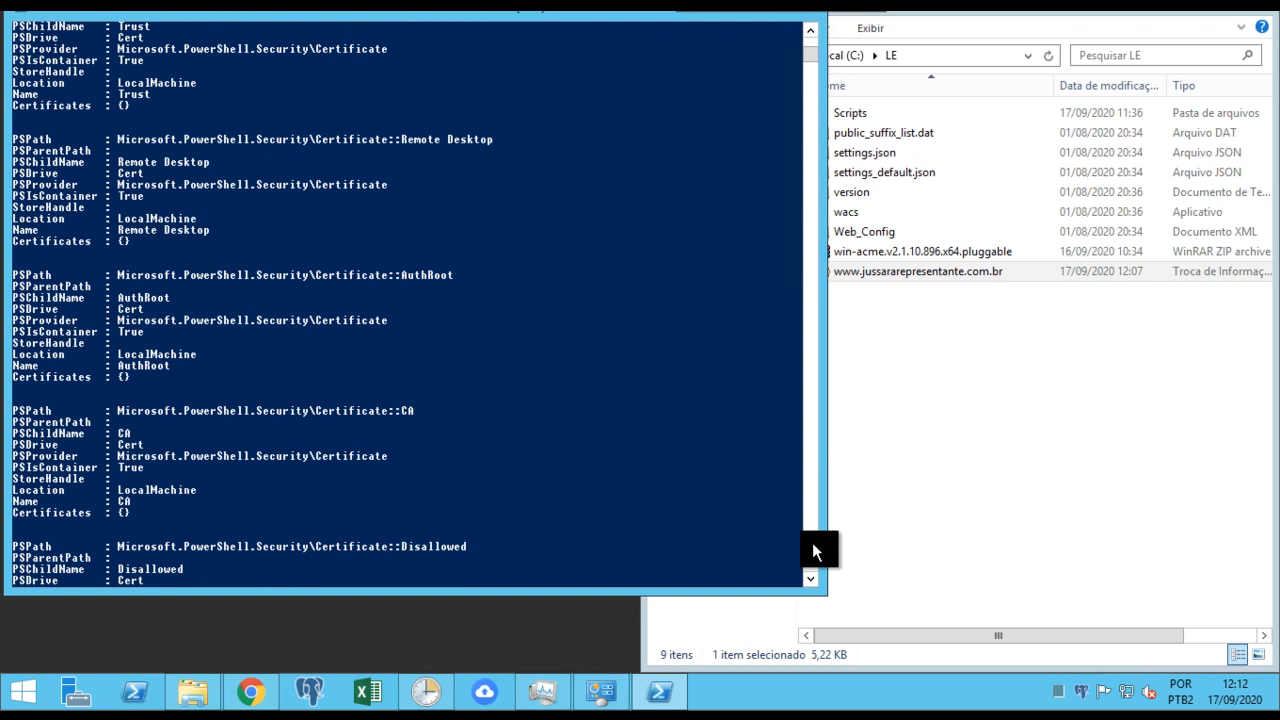 PSChildName : Trust
PSDrive : Cert
PSProvider : Microsoft.PowerShell.Security\Certificate
PSIsContainer : True
StoreHandle :
Location : LocalMachine
Name : Trust
Certificates : {}
PSPath : Microsoft.PowerShell.Security\Certificate::Remote Desktop
PSParentPath :
PSChildName : Remote Desktop
PSDrive : Cert
PSProvider : Microsoft.PowerShell.Security\Certificate
PSIsContainer : True
StoreHandle :
Location : LocalMachine
Name : Remote Desktop
Certificates : {}
PSPath : Microsoft.PowerShell.Security\Certificate::AuthRoot
PSParentPath :
PSChildName : AuthRoot
PSDrive : Cert
PSProvider : Microsoft.PowerShell.Security\Certificate
PSIsContainer : True
StoreHandle :
Location : LocalMachine
Name : AuthRoot
Certificates : {}
PSPath : Microsoft.PowerShell.Security\Certificate::CA
PSParentPath :
PSChildName : CA
PSDrive : Cert
PSProvider : Microsoft.PowerShell.Security\Certificate
PSIsContainer : True
StoreHandle :
Location : LocalMachine
Name : CA
Certificates : {}
PSPath : Microsoft.PowerShell.Security\Certificate::Disallowed
PSParentPath :
PSChildName : Disallowed
PSDrive : Cert
Exibir
cal (C:) LE
Pesquisar LE
ome Data de modificaç... Tipo
Scripts 17/09/2020 11:36 Pasta de arquivos
public_suffix_list.dat 01/08/2020 20:34 Arquivo DAT
settings.json 01/08/2020 20:34 Arquivo JSON
settings_default.json 01/08/2020 20:34 Arquivo JSON
version 01/08/2020 20:36 Documento de Te...
wacs 01/08/2020 20:36 Aplicativo
Web_Config 01/08/2020 20:34 Documento XML
win-acme.v2.1.10.896.x64.pluggable 16/09/2020 10:34 WinRAR ZIP archive
www.jussararepresentante.com.br 17/09/2020 12:07 Troca de Informaç...
9 itens 1 item selecionado 5,22 KB
POR 12:12
PTB2 17/09/2020